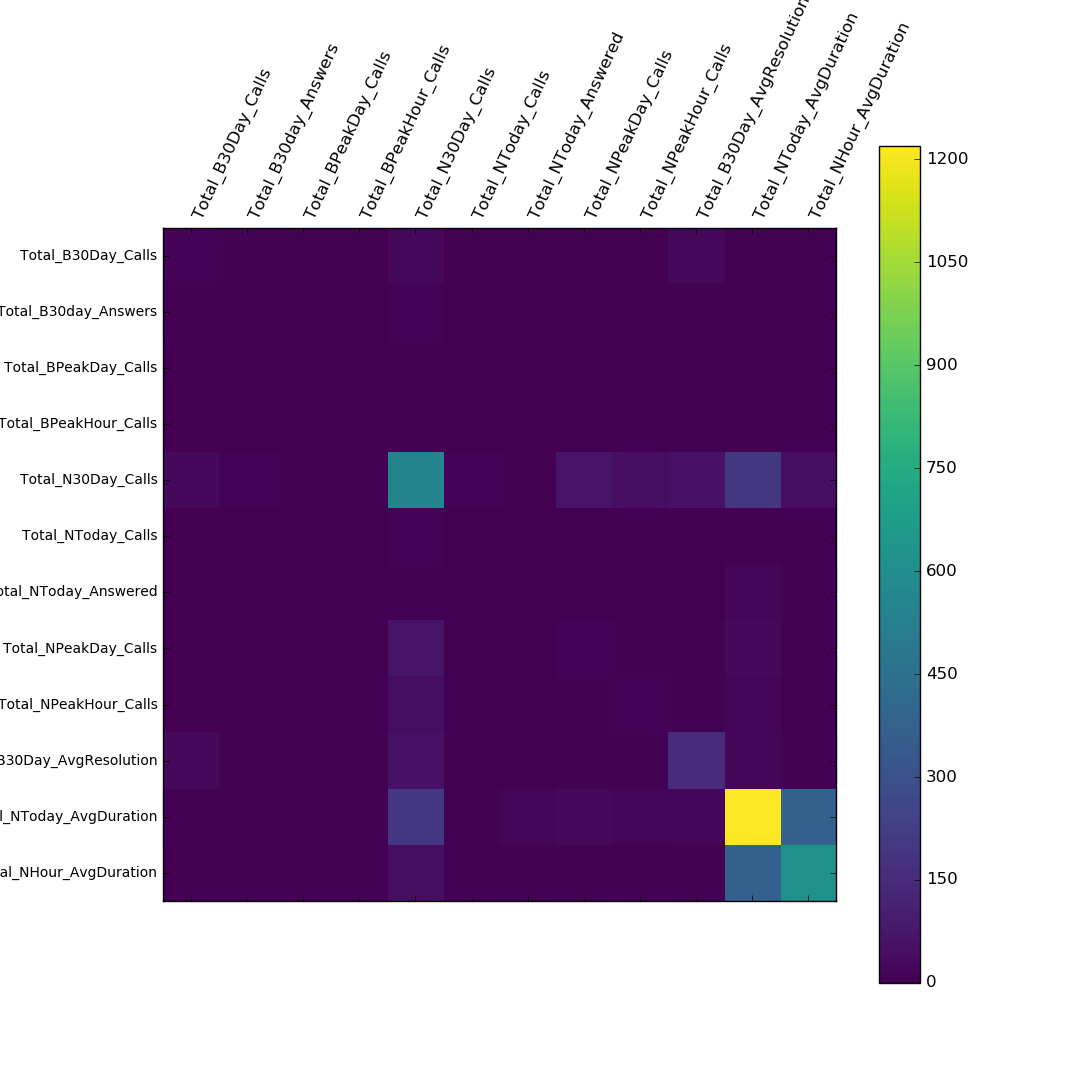 Total_B30Day_Calls
Total_B30day_Answers
Total_BPeakDay_Calls
Total_BPeakHour_Calls
Total_N30Day_Calls
Total_NToday_Calls
Total_NToday_Answered
Total_NPeakDay_Calls
Total_NPeakHour_Calls
Total_B30Day_AvgResolution
Total_NToday_AvgDuration
Total_NHour_AvgDuration
Total_B30Day_Calls
Total_B30day_Answers
Total_BPeakDay_Calls
Total_BPeakHour_Calls
Total_N30Day_Calls
Total_NToday_Calls
otal_NToday_Answered
Total_NPeakDay_Calls
Total_NPeakHour_Calls
B30Day_AvgResolution
l_NToday_AvgDuration
al_NHour_AvgDuration
1200
1050
900
750
600
450
300
150
0